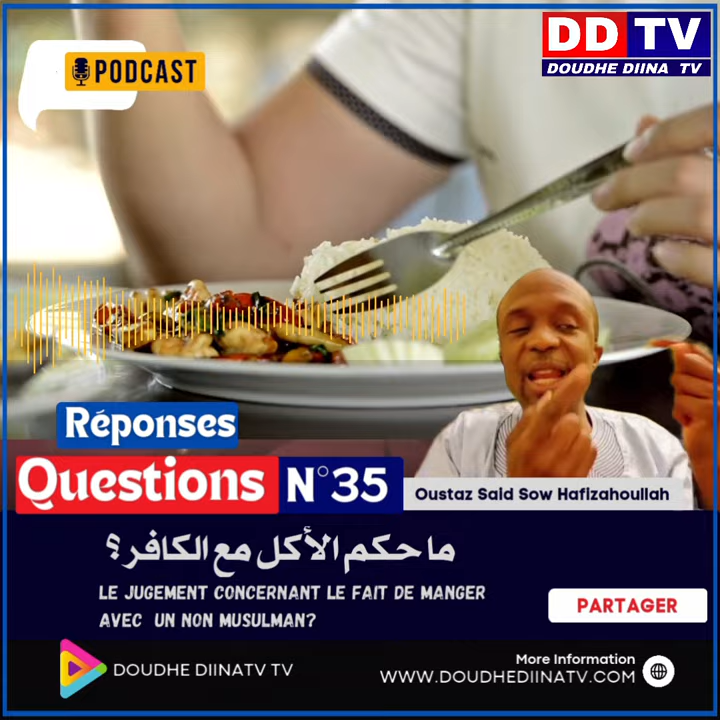 PODCAST
DD TV
DOUDHE DIINA TV
Réponses
Questions N°35
Oustaz Said Sow Hafizahoullah
ما حكم الأكل مع الكافر؟
LE JUGEMENT CONCERNANT LE FAIT DE MANGER
AVEC UN NON MUSULMAN?
PARTAGER
DOUDHE DIINATV TV
More Information
WWW.DOUDHEDIINATV.COM